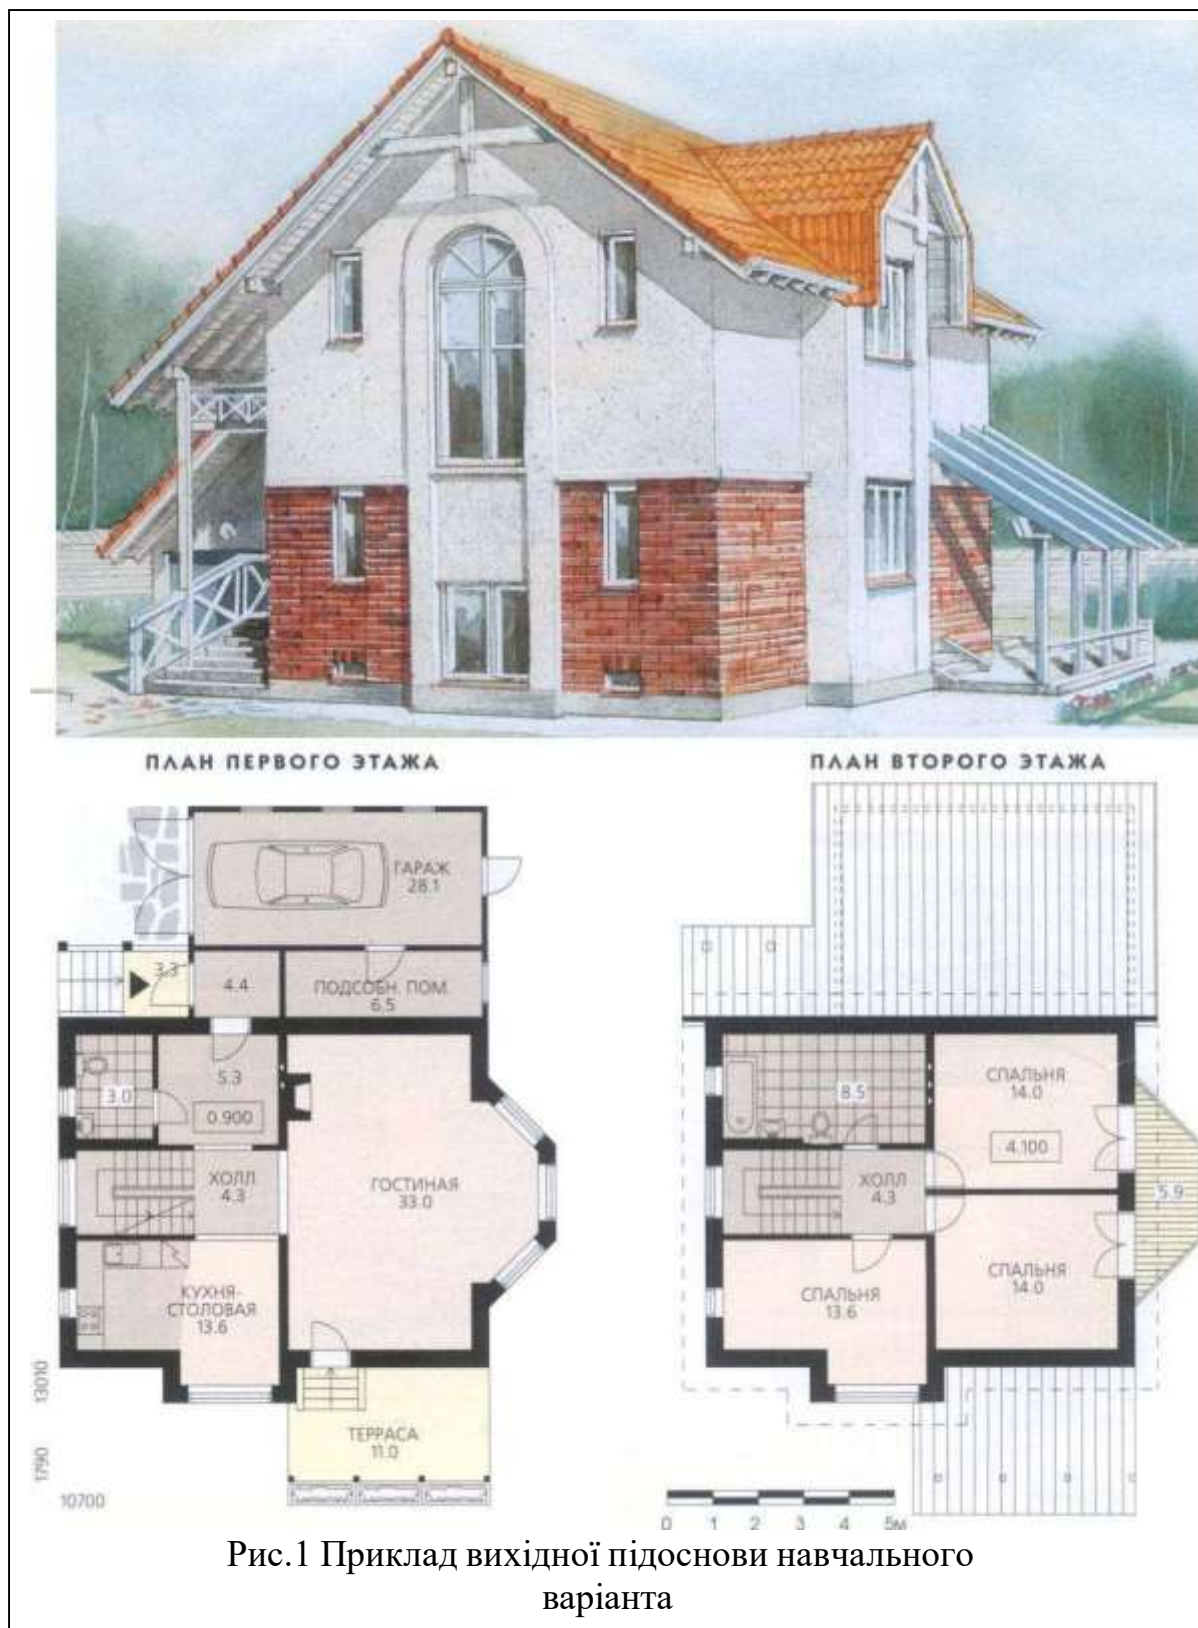 ПЛАН ПЕРВОГО ЭТАЖА
ГАРАЖ
28.1
3.3
4.4
ПОДСОБН. ПОМ.
6.5
3.0
5.3
0.900
ХОЛЛ
4.3
ГОСТИНАЯ
33.0
КУХНЯ-
СТОЛОВАЯ
13.6
ТЕРРАСА
11.0
13010
1790
10700
ПЛАН ВТОРОГО ЭТАЖА
8.5
СПАЛЬНЯ
14.0
4.100
ХОЛЛ
4.3
5.9
СПАЛЬНЯ
13.6
СПАЛЬНЯ
14.0
0 1 2 3 4 5м
Рис.1 Приклад вихідної підоснови навчального
варіанта